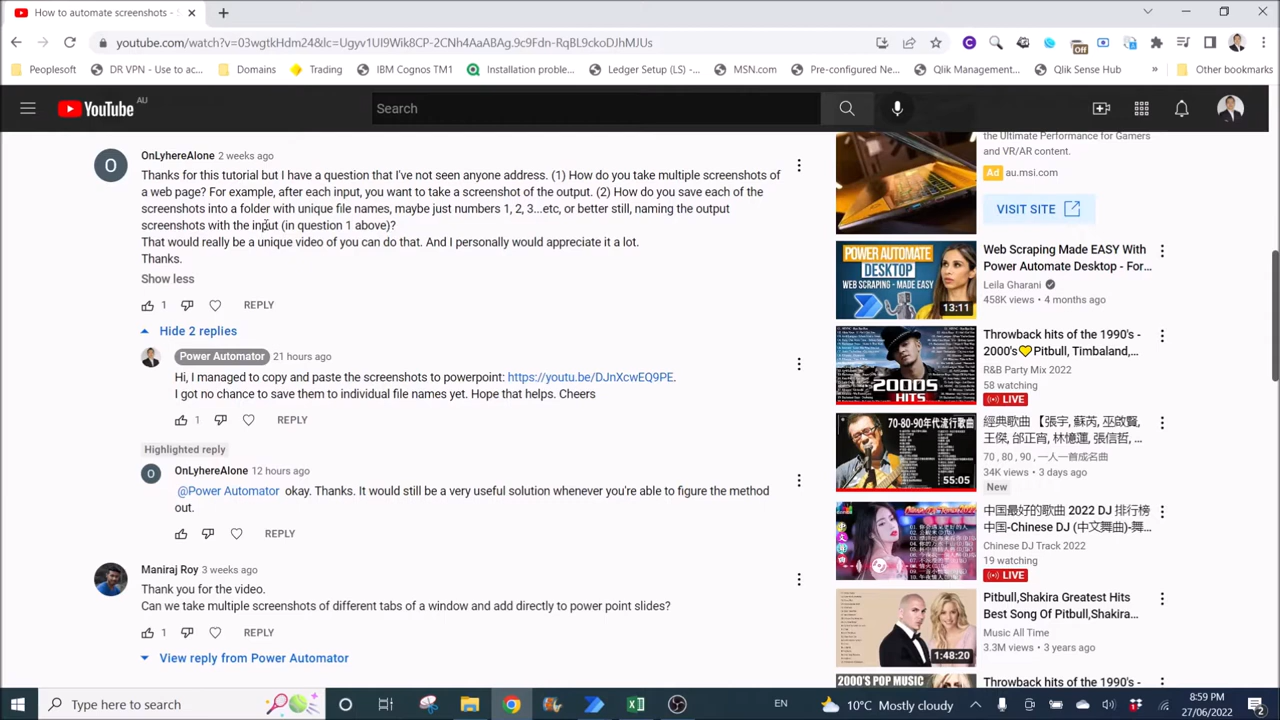 How to automate screenshots -
youtube.com/watch?v=03wgtkHdm24&lc=Ugyv1UI9Wik8CP-2CNh4AaABAg.9c9Fdn-RqBL9ckoDJhMJUs
Off
Peoplesoft
DR VPN - Use to ac...
Domains
Trading
IBM Cognos TM1
Installation proble...
Ledger Setup (LS) -...
MSN.com
Pre-configured Ne...
Qlik Management...
Qlik Sense Hub
»
Other bookmarks
YouTube AU
Search
OnLyhereAlone 2 weeks ago
Thanks for this tutorial but I have a question that I've not seen anyone address. (1) How do you take multiple screenshots of
a web page? For example, after each input, you want to take a screenshot of the output. (2) How do you save each of the
screenshots into a folder with unique file names, maybe just numbers 1, 2, 3...etc, or better still, naming the output
screenshots with the input (in question 1 above)?
That would really be a unique video of you can do that. And I personally would appreciate it a lot.
Thanks.
Show less
1 REPLY
Hide 2 replies
Power Automator 21 hours ago
Hi, I managed to copy and paste the screenshots to powerpoint https://youtu.be/DJnXcwEQ9PE.
I got no chance to save them to individual file names yet. Hope that helps. Cheers
REPLY
Highlighted reply
OnLyhere Alone 12 hours ago
@Power Automator okay. Thanks. It would still be a very novel solution whenever you're able to figure the method
out.
REPLY
Maniraj Roy 3 weeks ago
Thank you for the video.
Can we take multiple screenshots of different tabs of a window and add directly to power point slides?
REPLY
View reply from Power Automator
the Ultimate Performance for Gamers
and VR/AR content.
Ad au.msi.com
VISIT SITE
POWER AUTOMATE
DESKTOP
WEB SCRAPING - MADE EASY
13:11
Web Scraping Made EASY With
Power Automate Desktop - For...
Leila Gharani
458K views • 4 months ago
2000S
HITS
Throwback hits of the 1990's -
2000's💛Pitbull, Timbaland,...
R&B Party Mix 2022
58 watching
LIVE
70-80-90年代流行歌曲
55:05
經典歌曲 【張宇, 蘇芮, 巫啟賢,
王傑, 邰正宵, 林憶蓮, 張信哲, ...
70 , 80 , 90 , 一人一首成名曲
34K views • 3 days ago
New
中国最好的歌曲 2022 DJ 排行榜
中国-Chinese DJ (中文舞曲)-舞...
Chinese DJ Track 2022
19 watching
LIVE
1:48:20
Pitbull,Shakira Greatest Hits
Best Song Of Pitbull,Shakira...
Music All Time
3.3M views • 3 years ago
2000'S POP MUSIC
Throwback hits of the 1990's -
Type here to search
10°C Mostly cloudy
EN
8:59 PM
27/06/2022
2